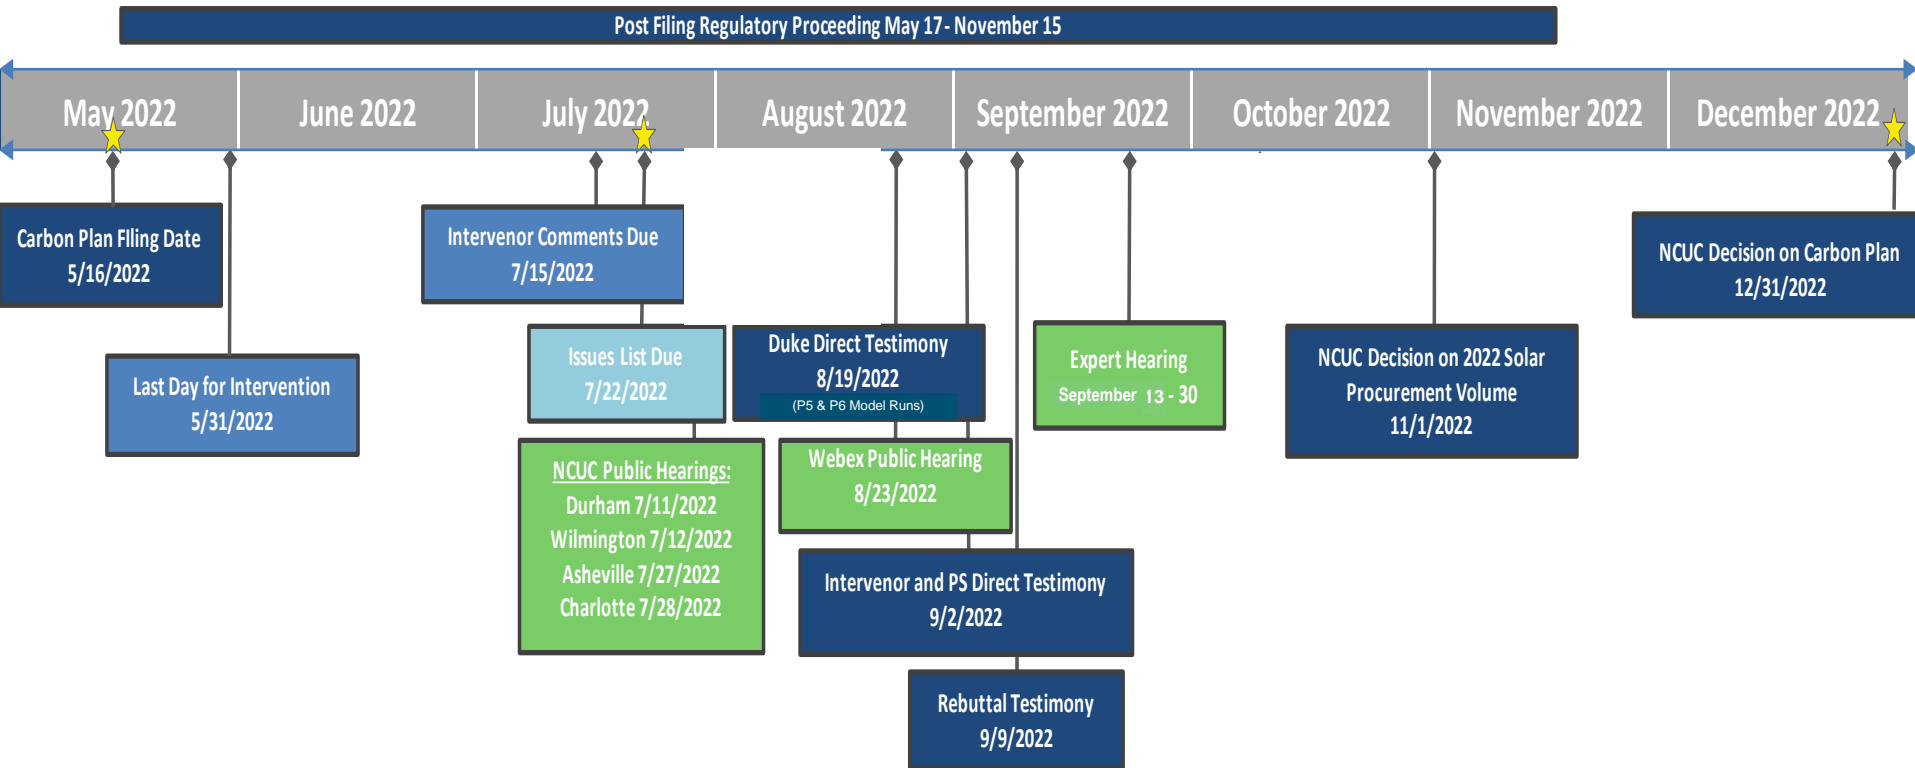 Post Filing Regulatory Proceeding May 17- November 15
May 2022
June 2022
July 2022
August 2022
September 2022
October 2022
November 2022
December 2022
Carbon Plan FIling Date
5/16/2022
Last Day for Intervention
5/31/2022
Intervenor Comments Due
7/15/2022
Issues List Due
7/22/2022
NCUC Public Hearings:
Durham 7/11/2022
Wilmington 7/12/2022
Asheville 7/27/2022
Charlotte 7/28/2022
Duke Direct Testimony
8/19/2022
(P5 & P6 Model Runs)
Webex Public Hearing
8/23/2022
Intervenor and PS Direct Testimony
9/2/2022
Rebuttal Testimony
9/9/2022
Expert Hearing
September 13 - 30
NCUC Decision on 2022 Solar
Procurement Volume
11/1/2022
NCUC Decision on Carbon Plan
12/31/2022